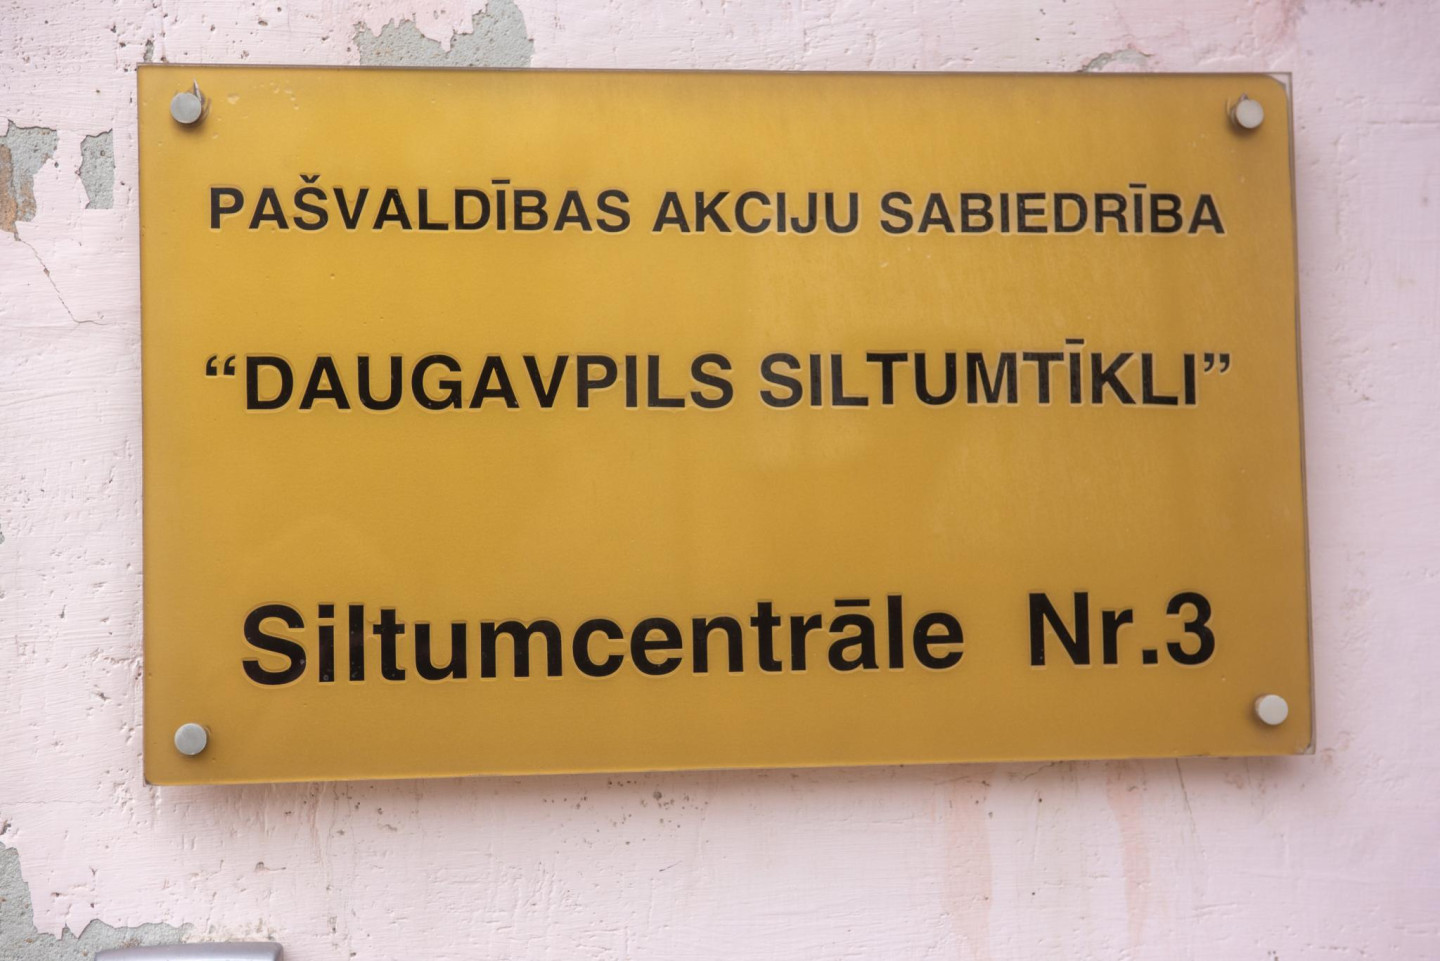 PAŠVALDĪBAS AKCIJU SABIEDRĪBA
“DAUGAVPILS SILTUMTĪKLI”
Siltumcentrāle Nr.3